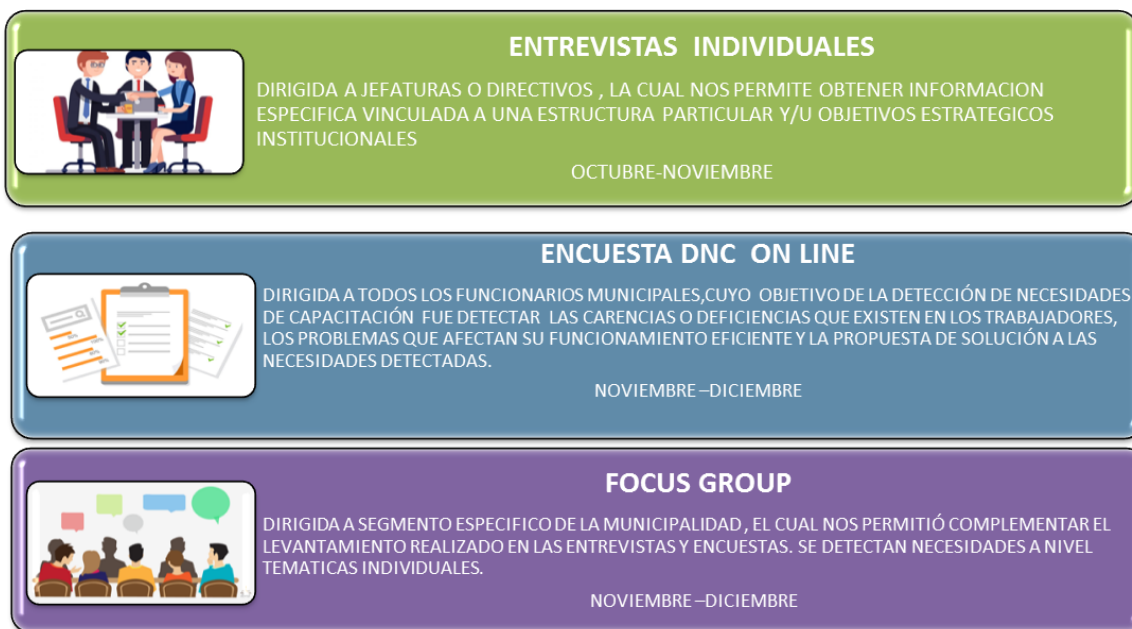 ENTREVISTAS INDIVIDUALES
DIRIGIDA A JEFATURAS O DIRECTIVOS , LA CUAL NOS PERMITE OBTENER INFORMACION
ESPECIFICA VINCULADA A UNA ESTRUCTURA PARTICULAR Y/U OBJETIVOS ESTRATEGICOS
INSTITUCIONALES
OCTUBRE-NOVIEMBRE
ENCUESTA DNC ON LINE
DIRIGIDA A TODOS LOS FUNCIONARIOS MUNICIPALES,CUYO OBJETIVO DE LA DETECCIÓN DE NECESIDADES
DE CAPACITACIÓN FUE DETECTAR LAS CARENCIAS O DEFICIENCIAS QUE EXISTEN EN LOS TRABAJADORES,
LOS PROBLEMAS QUE AFECTAN SU FUNCIONAMIENTO EFICIENTE Y LA PROPUESTA DE SOLUCIÓN A LAS
NECESIDADES DETECTADAS.
NOVIEMBRE –DICIEMBRE
FOCUS GROUP
DIRIGIDA A SEGMENTO ESPECIFICO DE LA MUNICIPALIDAD , EL CUAL NOS PERMITIÓ COMPLEMENTAR EL
LEVANTAMIENTO REALIZADO EN LAS ENTREVISTAS Y ENCUESTAS. SE DETECTAN NECESIDADES A NIVEL
TEMATICAS INDIVIDUALES.
NOVIEMBRE –DICIEMBRE